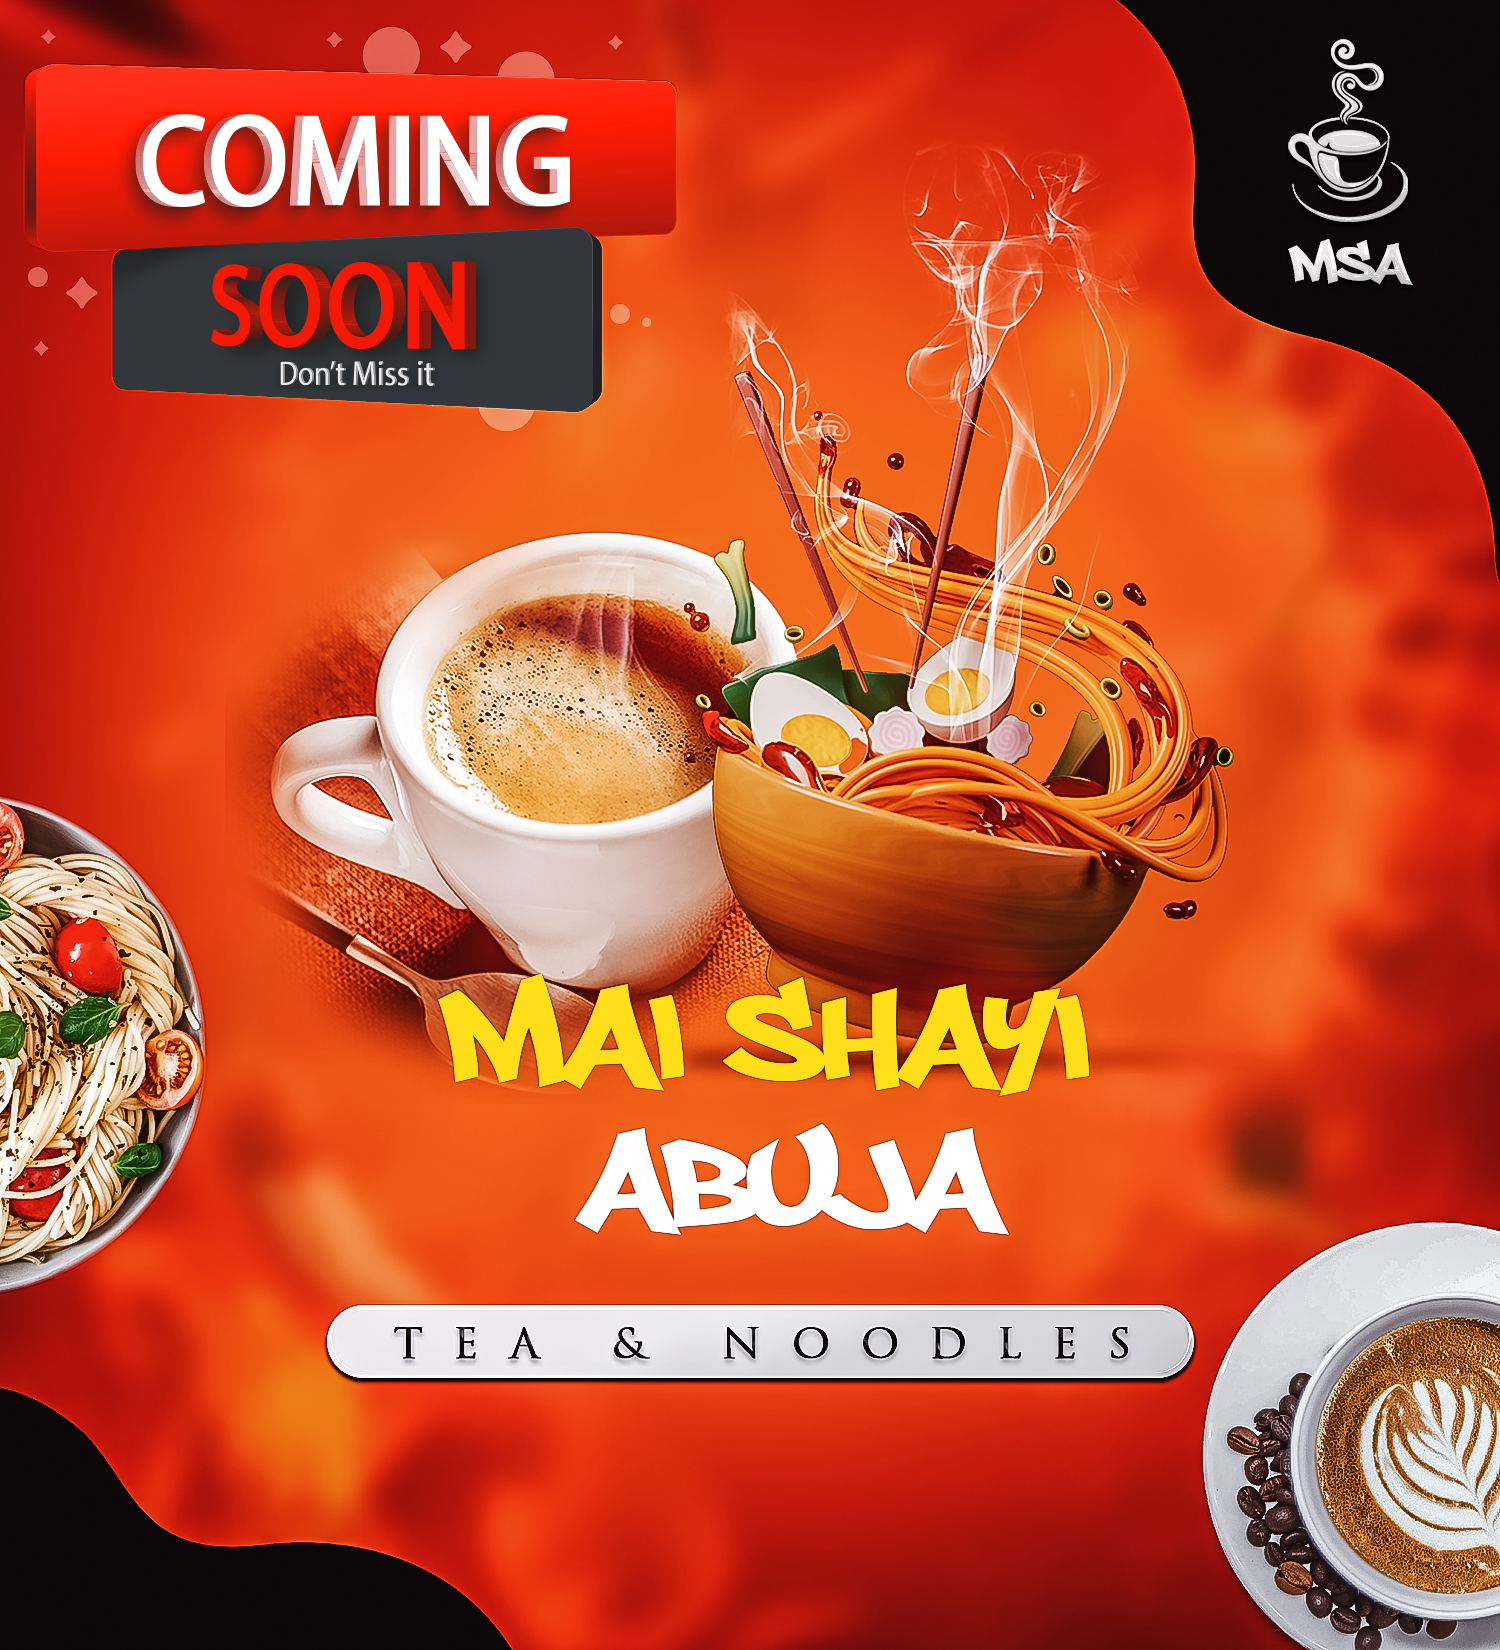 COMING
SOON
Don't Miss it
MSA
MAI SHAYI
ABUJA
TEA & NOODLES